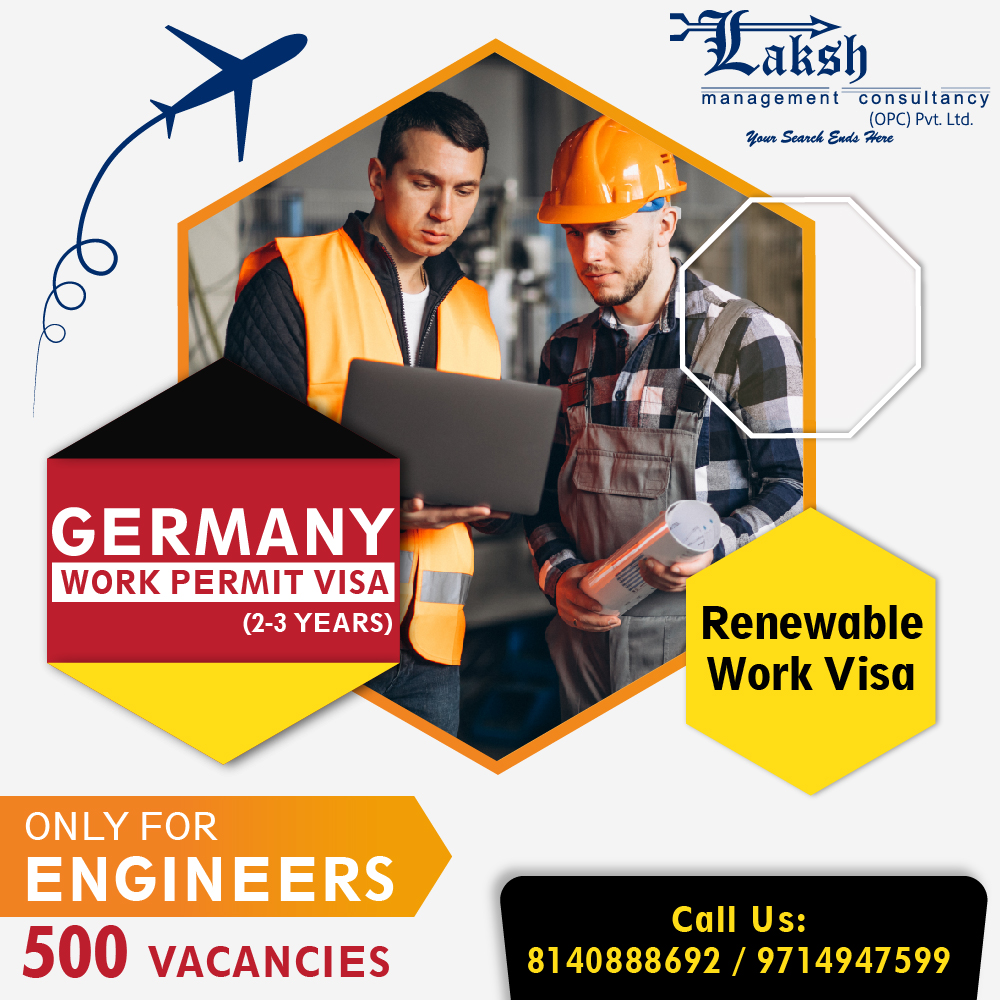 Laksh
management consultancy
(OPC) Pvt. Ltd.
Your Search Ends Here
GERMANY
WORK PERMIT VISA
(2-3 YEARS)
Renewable
Work Visa
ONLY FOR
ENGINEERS
500 VACANCIES
Call Us:
8140888692 / 9714947599